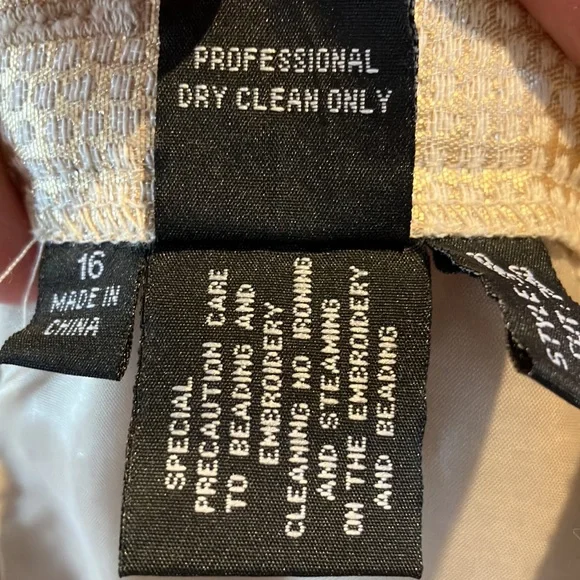 PROFESSIONAL
DRY CLEAN ONLY
16
MADE IN
CHINA
SPECIAL
PRECAUTION CARE
TO BEADING AND
EMBROIDERY
CLEANING NO IRONING
AND STEAMING
ON THE EMBROIDERY
AND BEADING
STYLE: